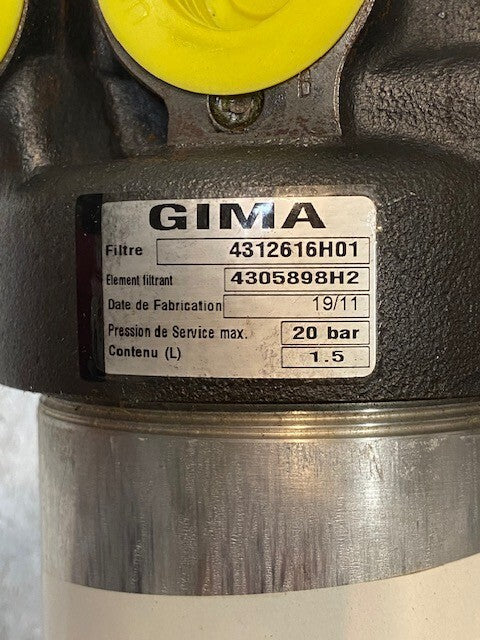 GIMA
Filtre 4312616H01
Element filtrant 4305898H2
Date de Fabrication 19/11
Pression de Service max. 20 bar
Contenu (L) 1.5